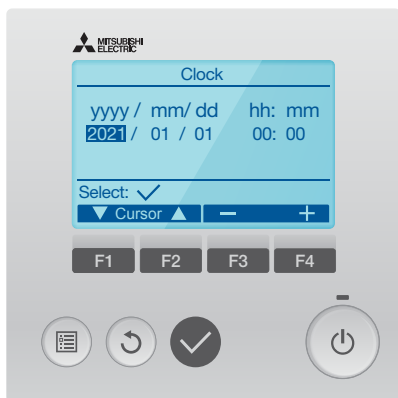 MITSUBISHI
ELECTRIC
Clock
yyyy / mm/ dd hh: mm
2021 / 01 / 01 00: 00
Select: ✓
▼ Cursor ▲ − +
F1 F2 F3 F4